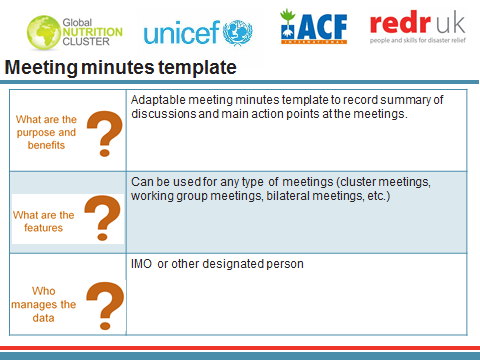 Global
NUTRITION
CLUSTER
unicef
ACF
INTERNATIONAL
redr uk
people and skills for disaster relief
Meeting minutes template
What are the
purpose and
benefits
?
Adaptable meeting minutes template to record summary of
discussions and main action points at the meetings.
What are the
features
?
Can be used for any type of meetings (cluster meetings,
working group meetings, bilateral meetings, etc.)
Who
manages the
data
?
IMO or other designated person